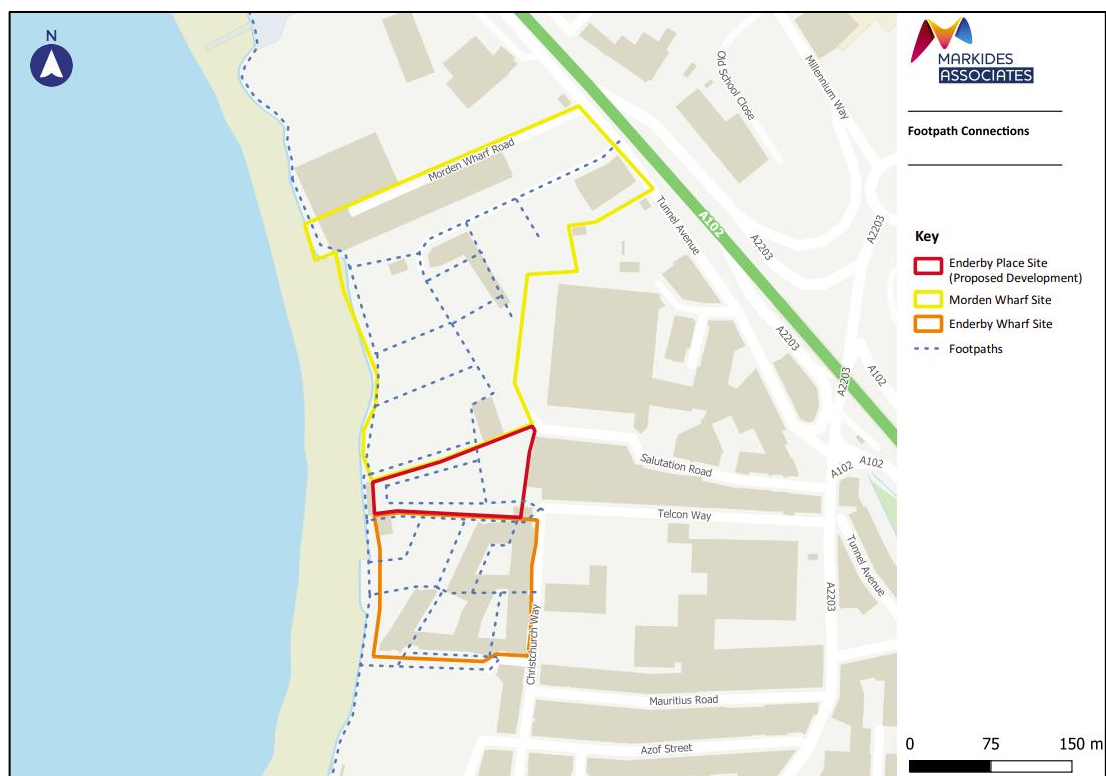 N
Morden Wharf Road
Old School Close
Millennium Way
A102
Tunnel Avenue
A2203
A2203
A2203
A2203
A102
Salutation Road
A102
A102
Telcon Way
Tunnel Avenue
A2203
Christchurch Way
Mauritius Road
Azof Street
MARKIDES
ASSOCIATES
Footpath Connections
Key
Enderby Place Site
(Proposed Development)
Morden Wharf Site
Enderby Wharf Site
Footpaths
0 75 150 m